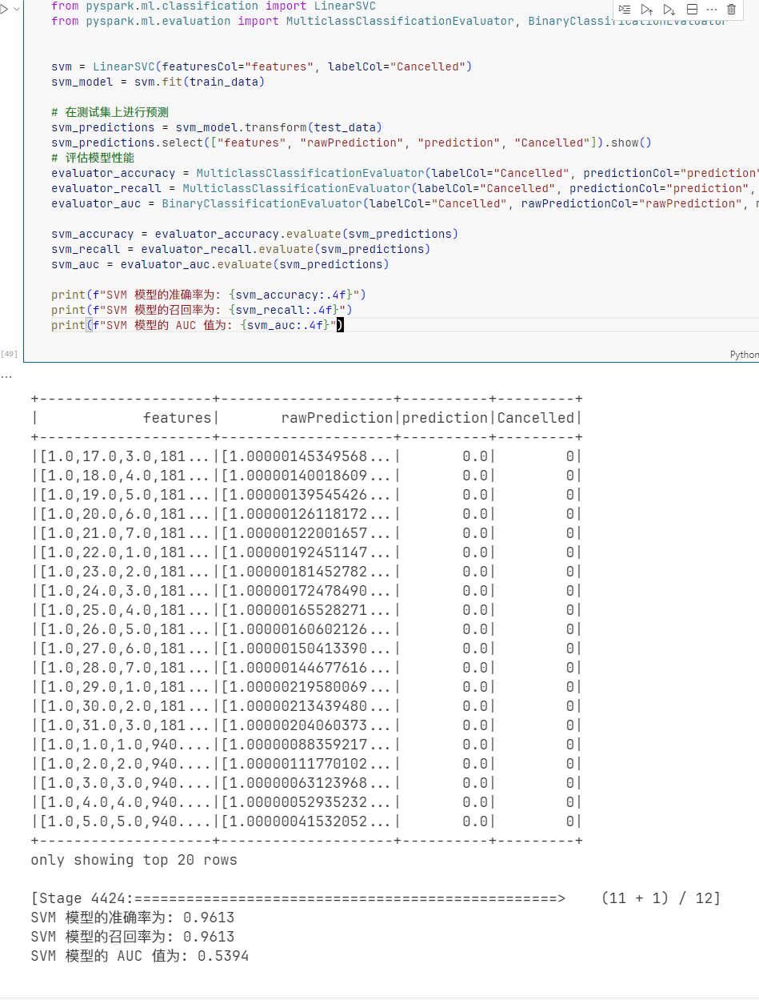 from pyspark.ml.classification import LinearSVC
from pyspark.ml.evaluation import MulticlassClassificationEvaluator, BinaryClassificationEvaluator
svm = LinearSVC(featuresCol="features", labelCol="Cancelled")
svm_model = svm.fit(train_data)
# 在测试集上进行预测
svm_predictions = svm_model.transform(test_data)
svm_predictions.select(["features", "rawPrediction", "prediction", "Cancelled"]).show()
# 评估模型性能
evaluator_accuracy = MulticlassClassificationEvaluator(labelCol="Cancelled", predictionCol="prediction"
evaluator_recall = MulticlassClassificationEvaluator(labelCol="Cancelled", predictionCol="prediction",
evaluator_auc = BinaryClassificationEvaluator(labelCol="Cancelled", rawPredictionCol="rawPrediction",
svm_accuracy = evaluator_accuracy.evaluate(svm_predictions)
svm_recall = evaluator_recall.evaluate(svm_predictions)
svm_auc = evaluator_auc.evaluate(svm_predictions)
print(f"SVM 模型的准确率为: {svm_accuracy:.4f}")
print(f"SVM 模型的召回率为: {svm_recall:.4f}")
print(f"SVM 模型的 AUC 值为: {svm_auc:.4f}")
[49]
Python
...
+--------------------+--------------------+----------+---------+
|            features|       rawPrediction|prediction|Cancelled|
+--------------------+--------------------+----------+---------+
|[1.0,17.0,3.0,181...|[1.00000145349568...|       0.0|        0|
|[1.0,18.0,4.0,181...|[1.00000140018609...|       0.0|        0|
|[1.0,19.0,5.0,181...|[1.00000139545426...|       0.0|        0|
|[1.0,20.0,6.0,181...|[1.00000126118172...|       0.0|        0|
|[1.0,21.0,7.0,181...|[1.00000122001657...|       0.0|        0|
|[1.0,22.0,1.0,181...|[1.00000192451147...|       0.0|        0|
|[1.0,23.0,2.0,181...|[1.00000181452782...|       0.0|        0|
|[1.0,24.0,3.0,181...|[1.00000172478490...|       0.0|        0|
|[1.0,25.0,4.0,181...|[1.00000165528271...|       0.0|        0|
|[1.0,26.0,5.0,181...|[1.00000160602126...|       0.0|        0|
|[1.0,27.0,6.0,181...|[1.00000150413390...|       0.0|        0|
|[1.0,28.0,7.0,181...|[1.00000144677616...|       0.0|        0|
|[1.0,29.0,1.0,181...|[1.00000219580069...|       0.0|        0|
|[1.0,30.0,2.0,181...|[1.00000213439480...|       0.0|        0|
|[1.0,31.0,3.0,181...|[1.00000204060373...|       0.0|        0|
|[1.0,1.0,1.0,940....|[1.00000088359217...|       0.0|        0|
|[1.0,2.0,2.0,940....|[1.00000111770102...|       0.0|        0|
|[1.0,3.0,3.0,940....|[1.00000063123968...|       0.0|        0|
|[1.0,4.0,4.0,940....|[1.00000052935232...|       0.0|        0|
|[1.0,5.0,5.0,940....|[1.00000041532052...|       0.0|        0|
+--------------------+--------------------+----------+---------+
only showing top 20 rows
[Stage 4424:=================================================>    (11 + 1) / 12]
SVM 模型的准确率为: 0.9613
SVM 模型的召回率为: 0.9613
SVM 模型的 AUC 值为: 0.5394